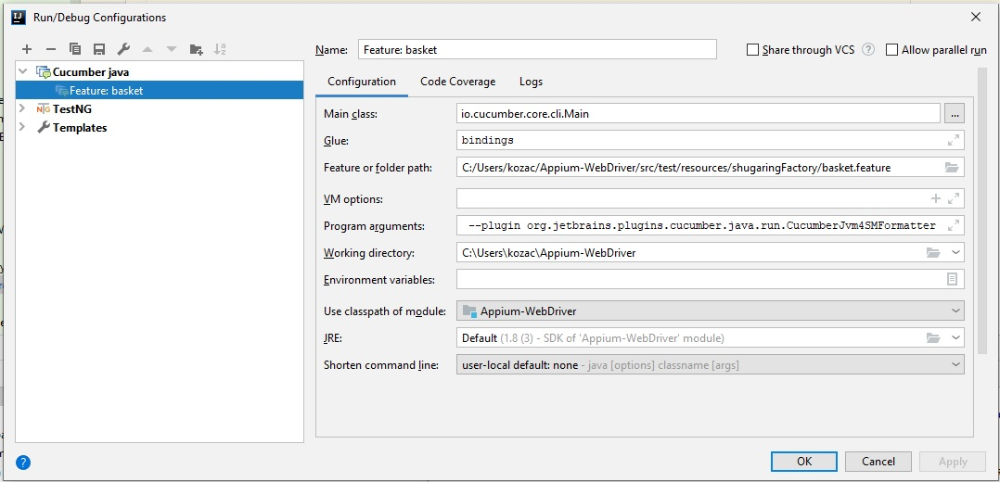 IJ Run/Debug Configurations
Name: Feature: basket
Share through VCS ? Allow parallel run
Cucumber java
Feature: basket
TestNG
Templates
Configuration Code Coverage Logs
Main class: io.cucumber.core.cli.Main ...
Glue: bindings
Feature or folder path: C:/Users/kozac/Appium-WebDriver/src/test/resources/shugaringFactory/basket.feature
VM options:
Program arguments: --plugin org.jetbrains.plugins.cucumber.java.run.CucumberJvm4SMFormatter
Working directory: C:\Users\kozac\Appium-WebDriver
Environment variables:
Use classpath of module: Appium-WebDriver
JRE: Default (1.8 (3) - SDK of 'Appium-WebDriver' module)
Shorten command line: user-local default: none - java [options] classname [args]
? OK Cancel Apply